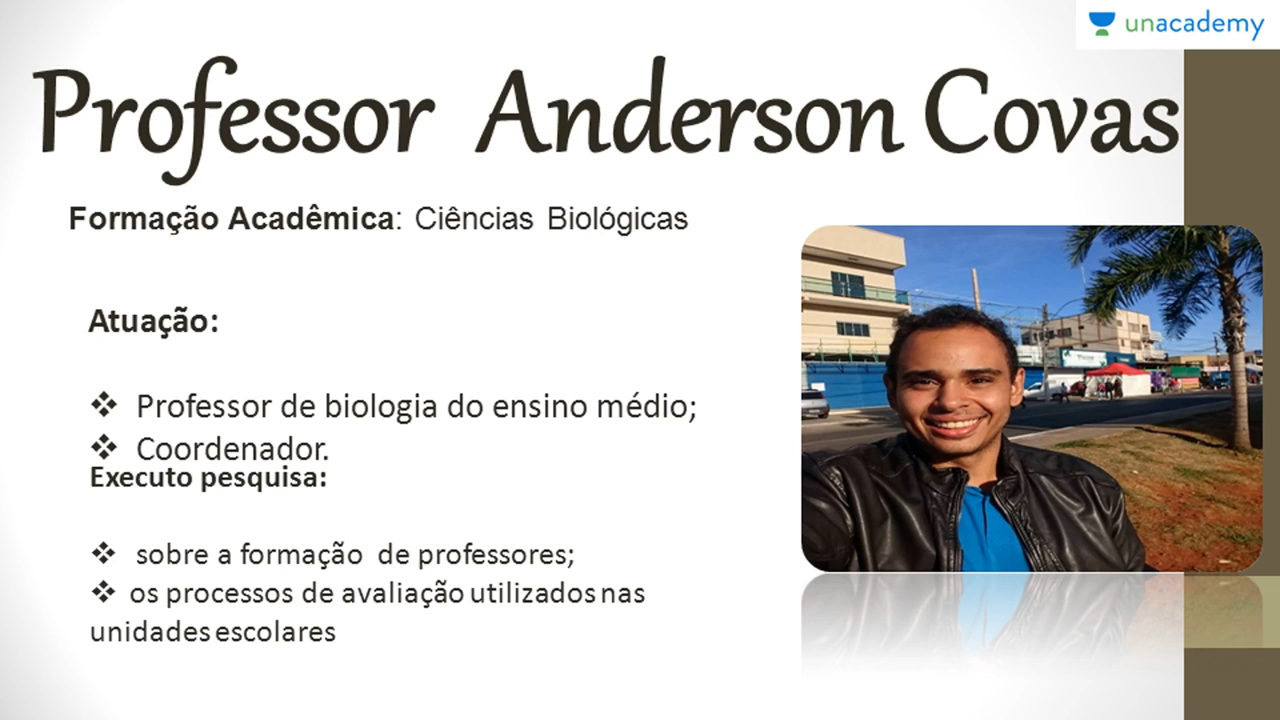 unacademy
Professor Anderson Covas
Formação Acadêmica: Ciências Biológicas
Atuação:
❖ Professor de biologia do ensino médio;
❖ Coordenador.
Executo pesquisa:
❖ sobre a formação de professores;
❖ os processos de avaliação utilizados nas
unidades escolares